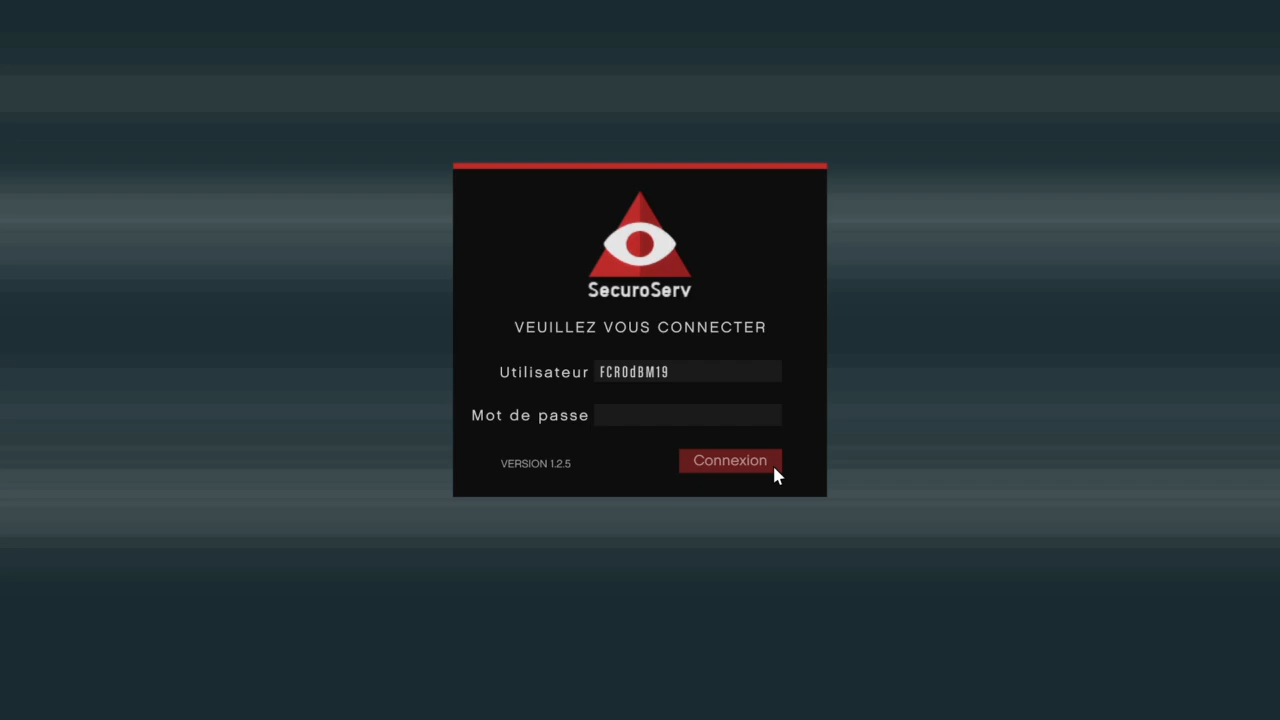 SecuroServ
VEUILLEZ VOUS CONNECTER
Utilisateur FCR0dBM19
Mot de passe
VERSION 1.2.5 Connexion